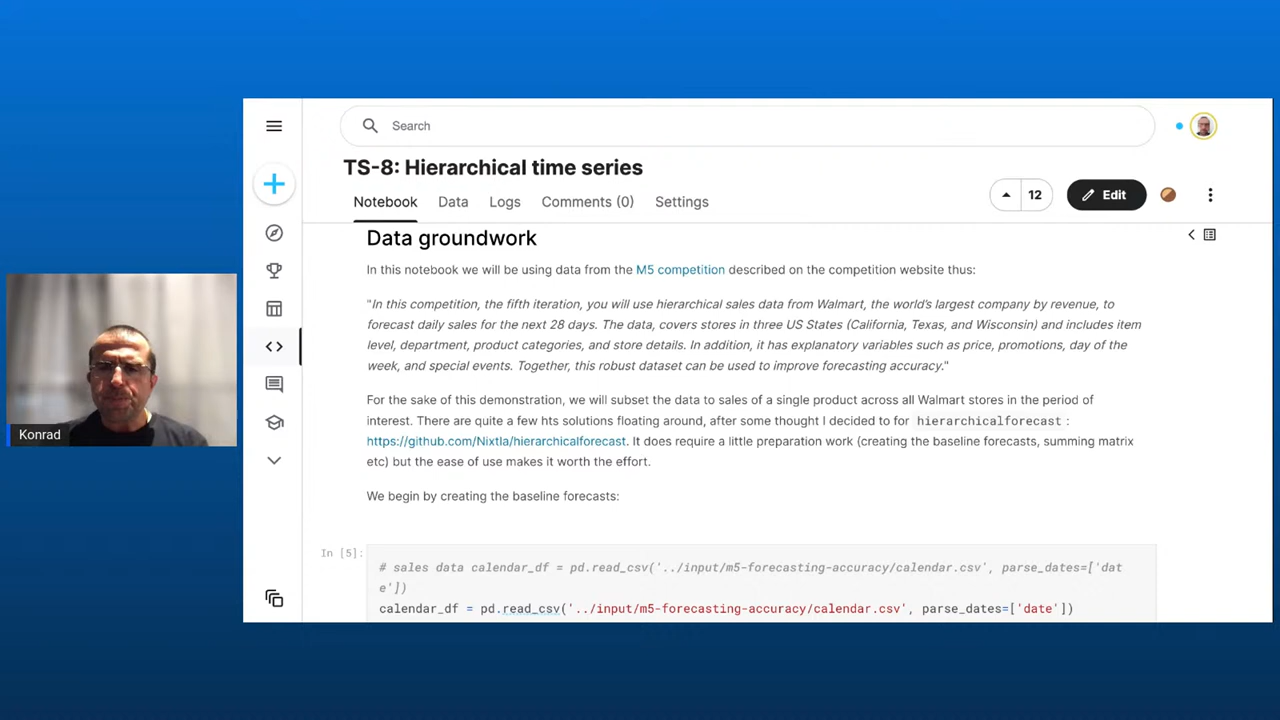 Search
TS-8: Hierarchical time series
Notebook
Data
Logs
Comments (0)
Settings
12
Edit
Data groundwork
In this notebook we will be using data from the M5 competition described on the competition website thus:
"In this competition, the fifth iteration, you will use hierarchical sales data from Walmart, the world's largest company by revenue, to
forecast daily sales for the next 28 days. The data, covers stores in three US States (California, Texas, and Wisconsin) and includes item
level, department, product categories, and store details. In addition, it has explanatory variables such as price, promotions, day of the
week, and special events. Together, this robust dataset can be used to improve forecasting accuracy."
For the sake of this demonstration, we will subset the data to sales of a single product across all Walmart stores in the period of
interest. There are quite a few hts solutions floating around, after some thought I decided to for hierarchicalforecast :
https://github.com/Nixtla/hierarchicalforecast. It does require a little preparation work (creating the baseline forecasts, summing matrix
etc) but the ease of use makes it worth the effort.
We begin by creating the baseline forecasts:
In [5]:
# sales data calendar_df = pd.read_csv('../input/m5-forecasting-accuracy/calendar.csv', parse_dates=['dat
e'])
calendar_df = pd.read_csv('../input/m5-forecasting-accuracy/calendar.csv', parse_dates=['date'])
Konrad